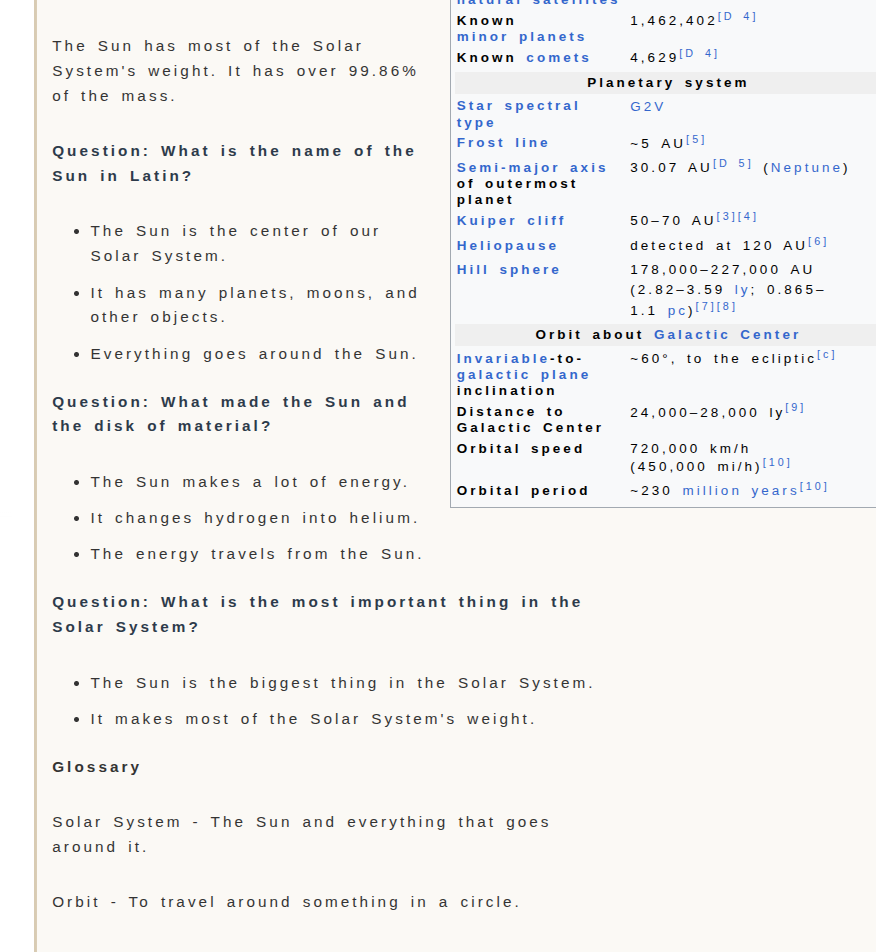 The Sun has most of the Solar
System's weight. It has over 99.86%
of the mass.
Question: What is the name of the
Sun in Latin?
The Sun is the center of our
Solar System.
It has many planets, moons, and
other objects.
Everything goes around the Sun.
Question: What made the Sun and
the disk of material?
The Sun makes a lot of energy.
It changes hydrogen into helium.
The energy travels from the Sun.
Question: What is the most important thing in the
Solar System?
The Sun is the biggest thing in the Solar System.
It makes most of the Solar System's weight.
Glossary
Solar System - The Sun and everything that goes
around it.
Orbit - To travel around something in a circle.
natural satellites
Known 1,462,402[D 4]
minor planets
Known comets 4,629[D 4]
Planetary system
Star spectral G2V
type
Frost line ~5 AU[5]
Semi-major axis 30.07 AU[D 5] (Neptune)
of outermost
planet
Kuiper cliff 50–70 AU[3][4]
Heliopause detected at 120 AU[6]
Hill sphere 178,000–227,000 AU
(2.82–3.59 ly; 0.865–
1.1 pc)[7][8]
Orbit about Galactic Center
Invariable-to- ~60°, to the ecliptic[c]
galactic plane
inclination
Distance to 24,000–28,000 ly[9]
Galactic Center
Orbital speed 720,000 km/h
(450,000 mi/h)[10]
Orbital period ~230 million years[10]